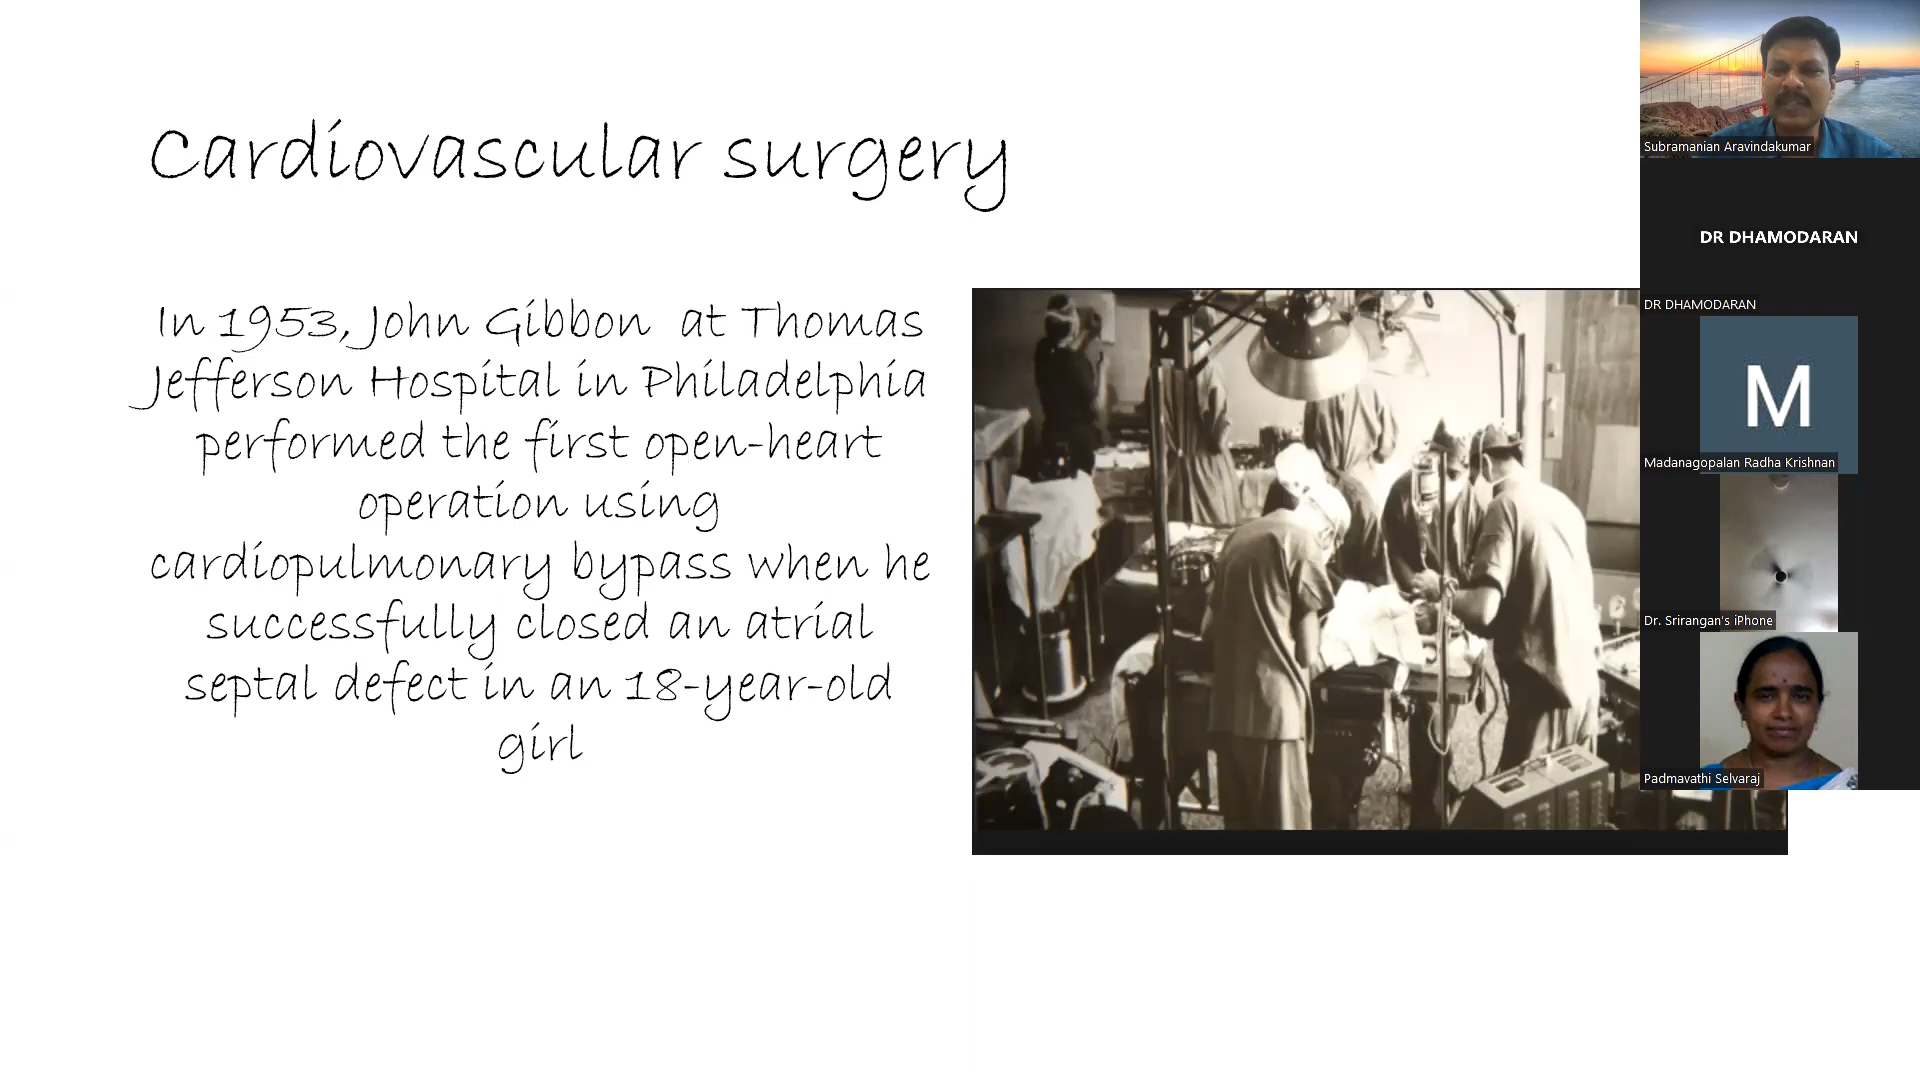 Cardiovascular surgery
In 1953, John Gibbon at Thomas
Jefferson Hospital in Philadelphia
performed the first open-heart
operation using
cardiopulmonary bypass when he
successfully closed an atrial
septal defect in an 18-year-old
girl
Subramanian Aravindakumar
DR DHAMODARAN
DR DHAMODARAN
M
Madanagopalan Radha Krishnan
Dr. Srirangan's iPhone
Padmavathi Selvaraj